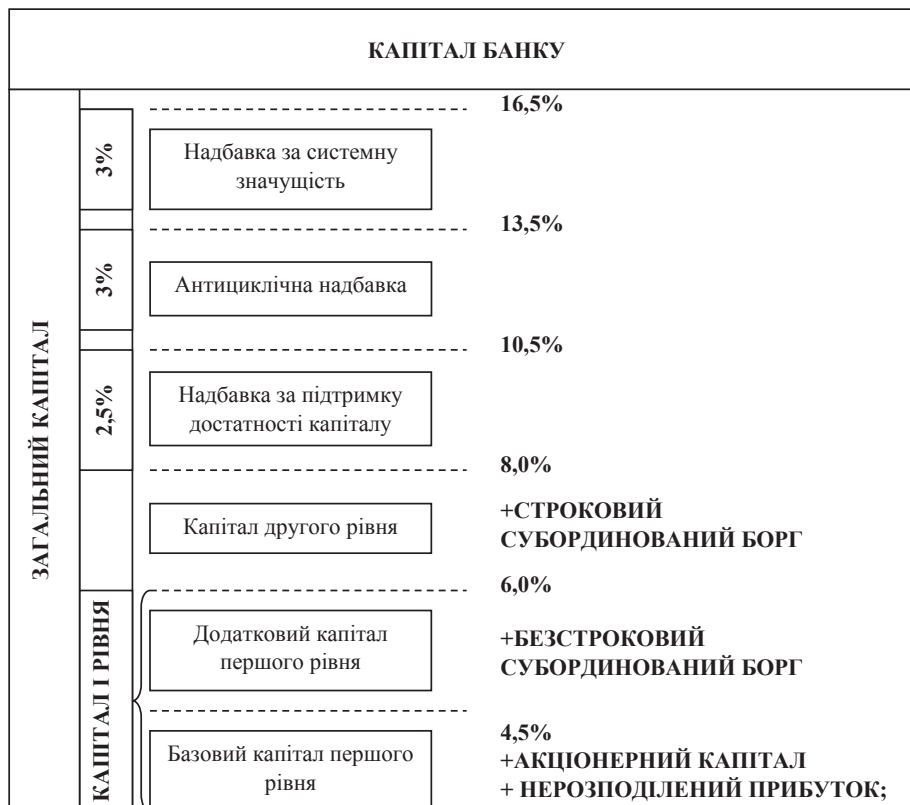 КАПІТАЛ БАНКУ
ЗАГАЛЬНИЙ КАПІТАЛ
16,5%
3%
Надбавка за системну
значущість
13,5%
3%
Антициклічна надбавка
10,5%
2,5%
Надбавка за підтримку
достатності капіталу
8,0%
Капітал другого рівня
+СТРОКОВИЙ
СУБОРДИНОВАНИЙ БОРГ
6,0%
КАПІТАЛ І РІВНЯ
Додатковий капітал
першого рівня
+БЕЗСТРОКОВИЙ
СУБОРДИНОВАНИЙ БОРГ
4,5%
Базовий капітал першого
рівня
+АКЦІОНЕРНИЙ КАПІТАЛ
+ НЕРОЗПОДІЛЕНИЙ ПРИБУТОК;